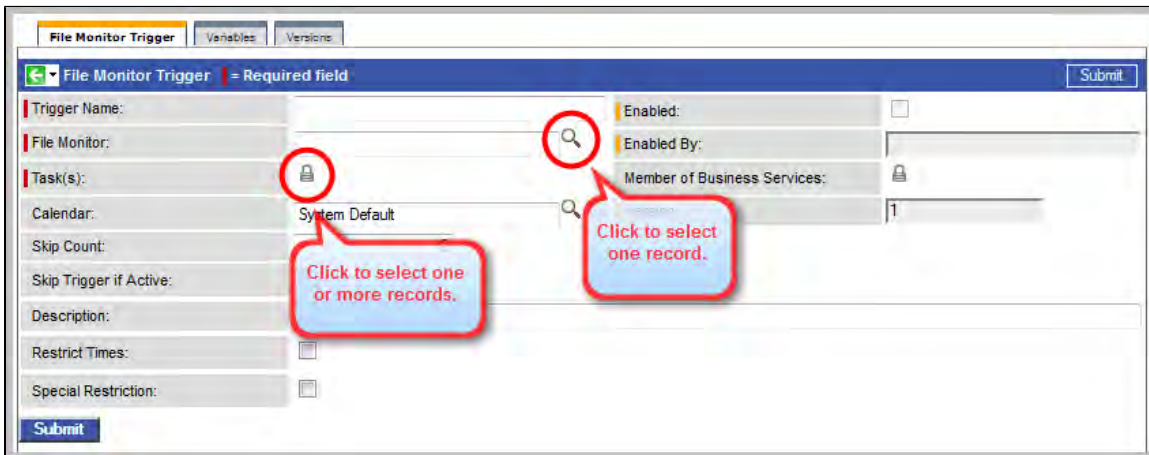 File Monitor Trigger Variables Versions
File Monitor Trigger = Required field Submit
Trigger Name: Enabled:
File Monitor: Enabled By:
Task(s): Member of Business Services:
Calendar: System Default 1
Skip Count:
Skip Trigger if Active:
Description:
Restrict Times:
Special Restriction:
Submit
Click to select one
or more records.
Click to select
one record.